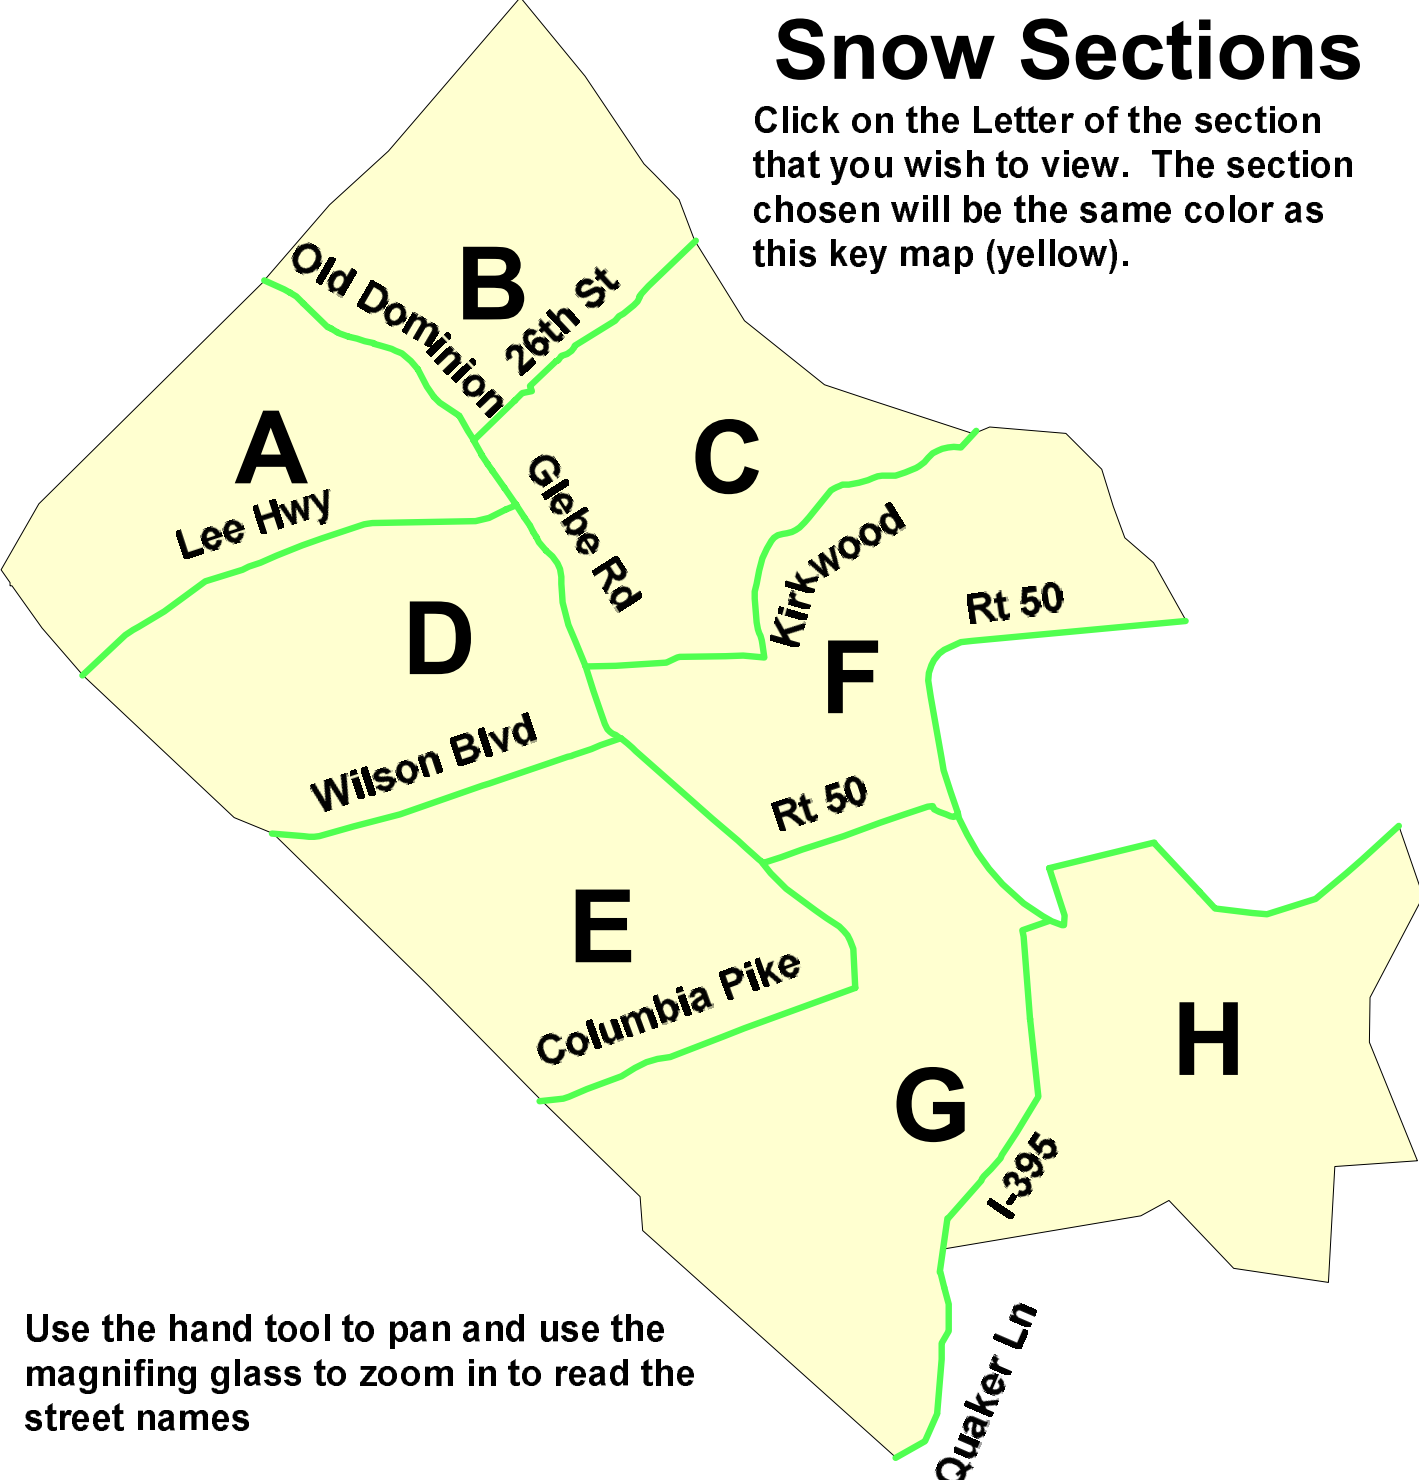 Snow Sections
Click on the Letter of the section
that you wish to view. The section
chosen will be the same color as
this key map (yellow).
B
Old Dominion
26th St
A
C
Lee Hwy
Glebe Rd
Kirkwood
D
Rt 50
F
Wilson Blvd
Rt 50
E
Columbia Pike
H
G
I-395
Quaker Ln
Use the hand tool to pan and use the
magnifing glass to zoom in to read the
street names